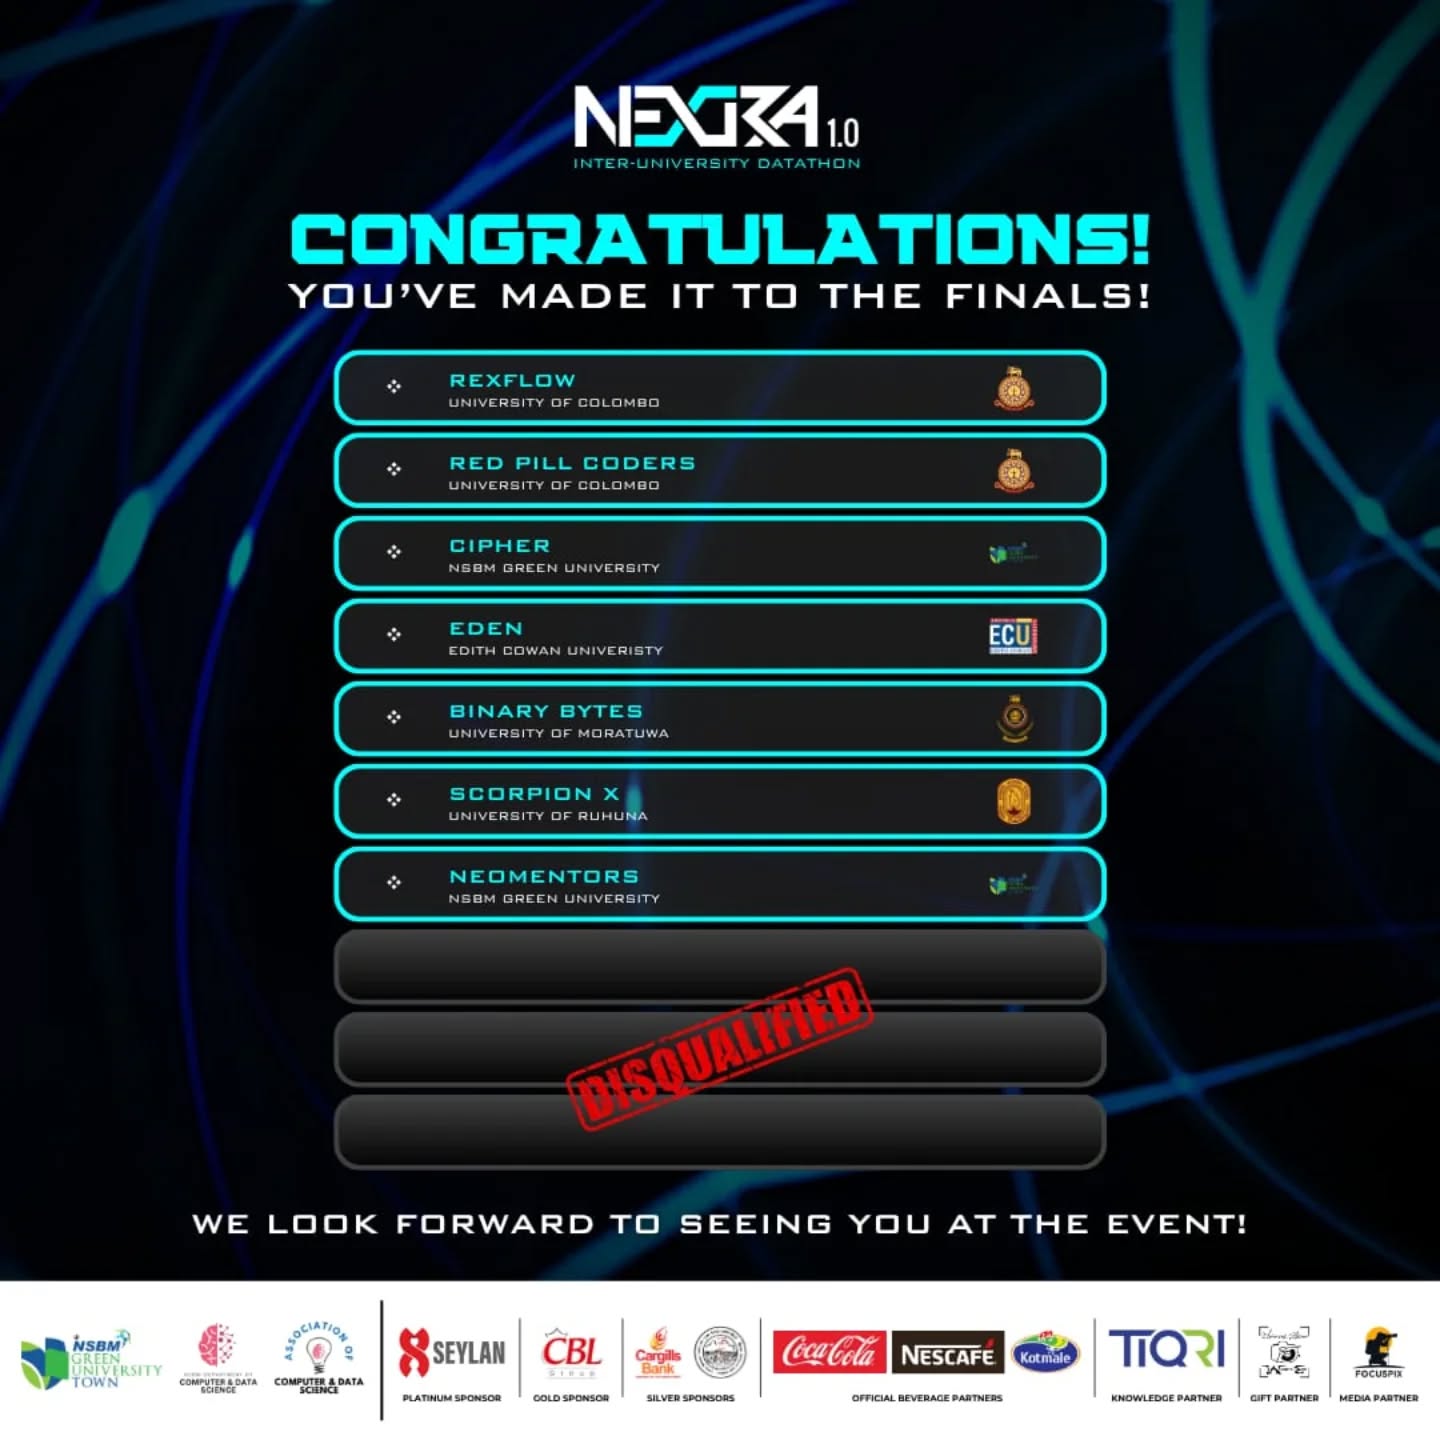 NEXORA 1.0
INTER-UNIVERSITY DATATHON
CONGRATULATIONS!
YOU'VE MADE IT TO THE FINALS!
REXFLOW
UNIVERSITY OF COLOMBO
RED PILL CODERS
UNIVERSITY OF COLOMBO
CIPHER
NSBM GREEN UNIVERSITY
EDEN
EDITH COWAN UNIVERISTY
ECU
BINARY BYTES
UNIVERSITY OF MORATUWA
SCORPION X
UNIVERSITY OF RUHUNA
NEOMENTORS
NSBM GREEN UNIVERSITY
DISQUALIFIED
WE LOOK FORWARD TO SEEING YOU AT THE EVENT!
NSBM
GREEN
UNIVERSITY
TOWN
COMPUTER & DATA
SCIENCE
ASSOCIATION OF
COMPUTER & DATA
SCIENCE
SEYLAN
PLATINUM SPONSOR
CBL
Group
GOLD SPONSOR
Cargills
Bank
SILVER SPONSORS
Coca-Cola
NESCAFÉ
Kotmale
OFFICIAL BEVERAGE PARTNERS
TIQRI
KNOWLEDGE PARTNER
GIFT PARTNER
FOCUSPIX
MEDIA PARTNER